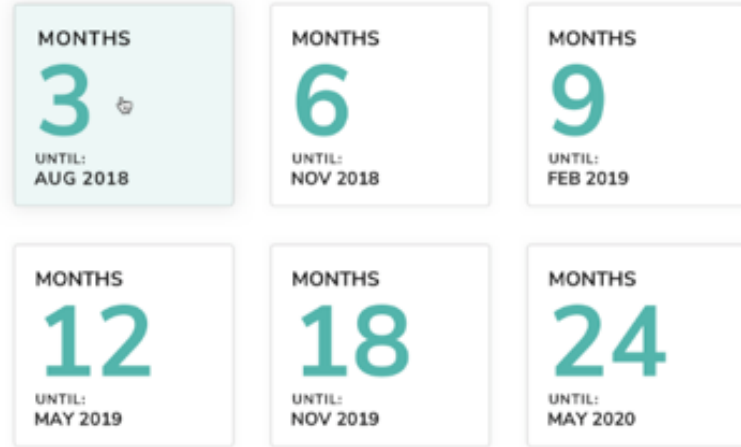 MONTHS
3
UNTIL:
AUG 2018
MONTHS
6
UNTIL:
NOV 2018
MONTHS
9
UNTIL:
FEB 2019
MONTHS
12
UNTIL:
MAY 2019
MONTHS
18
UNTIL:
NOV 2019
MONTHS
24
UNTIL:
MAY 2020